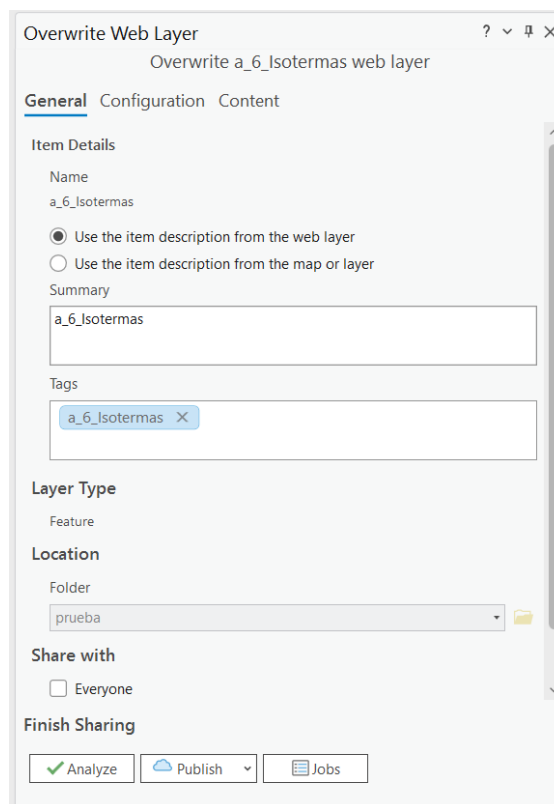 Overwrite Web Layer ?
Overwrite a_6_Isotermas web layer
General Configuration Content
Item Details
Name
a_6_Isotermas
Use the item description from the web layer
Use the item description from the map or layer
Summary
a_6_Isotermas
Tags
a_6_Isotermas
Layer Type
Feature
Location
Folder
prueba
Share with
Everyone
Finish Sharing
Analyze Publish Jobs